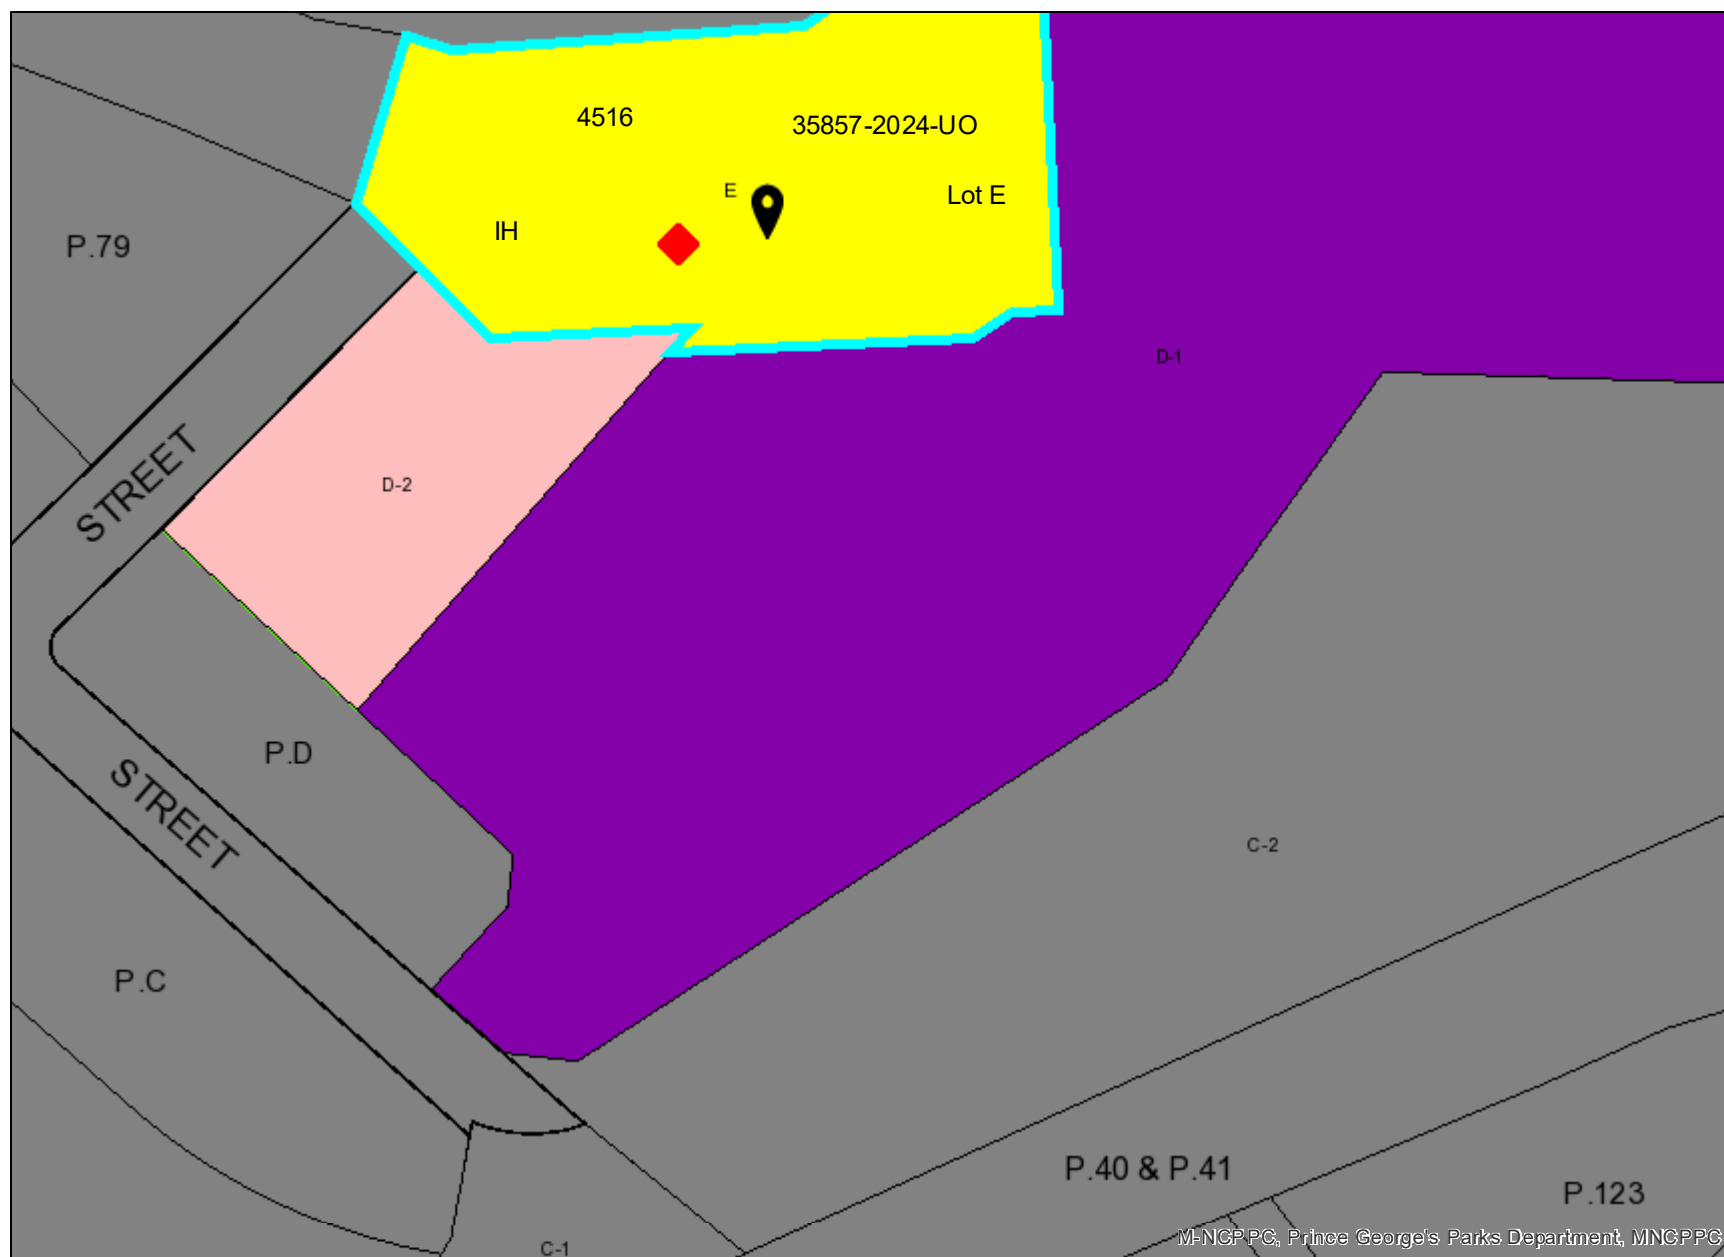 4516
35857-2024-UO
E
Lot E
IH
P.79
D-1
STREET
D-2
P.D
STREET
C-2
P.C
P.40 & P.41
P.123
M-NCPPC, Prince George's Parks Department, MNCPPC
C-1